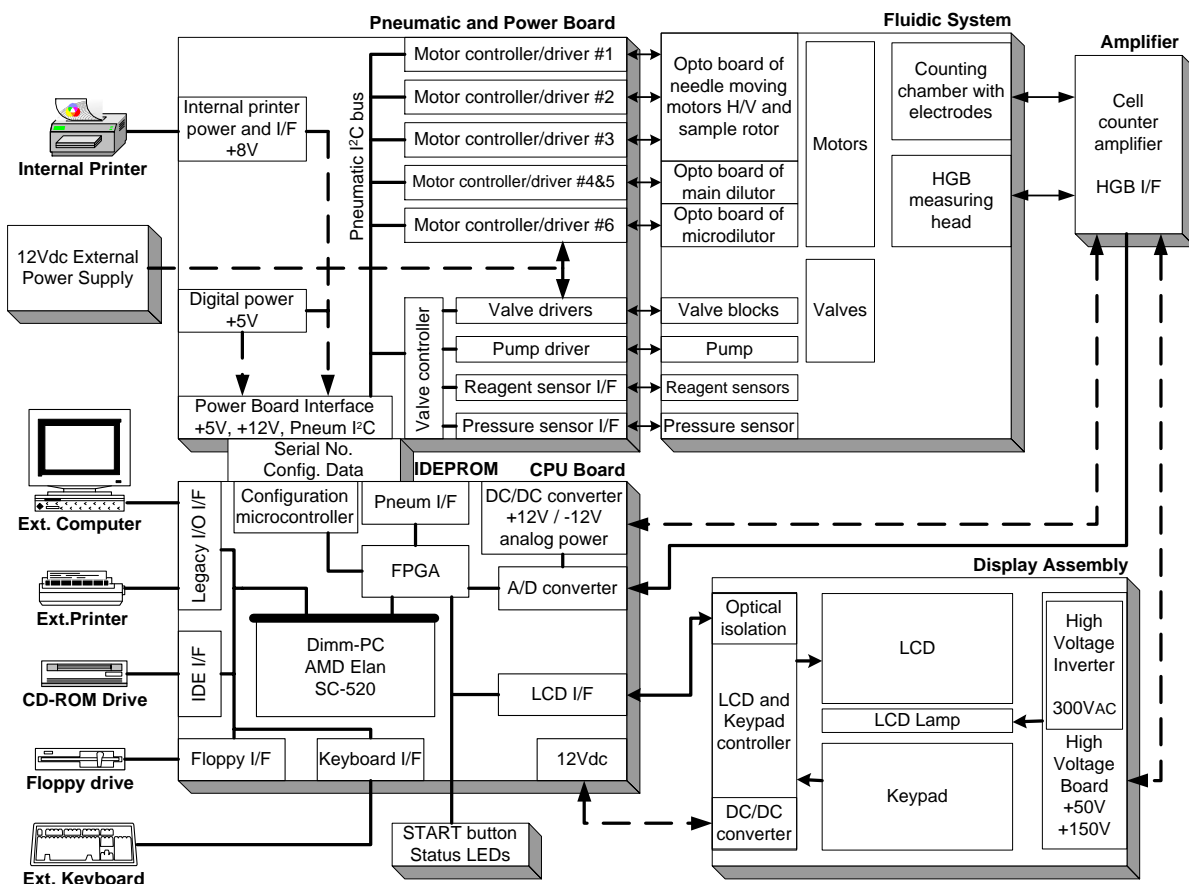 Pneumatic and Power Board
Fluidic System
Amplifier
Internal Printer
Internal printer
power and I/F
+8V
Pneumatic I²C bus
Motor controller/driver #1
Motor controller/driver #2
Motor controller/driver #3
Motor controller/driver #4&5
Motor controller/driver #6
Opto board of
needle moving
motors H/V and
sample rotor
Opto board of
main dilutor
Opto board of
microdilutor
Motors
Counting
chamber with
electrodes
HGB
measuring
head
Cell
counter
amplifier
HGB I/F
12Vdc External
Power Supply
Digital power
+5V
Valve controller
Valve drivers
Pump driver
Reagent sensor I/F
Pressure sensor I/F
Valve blocks
Pump
Reagent sensors
Pressure sensor
Valves
Power Board Interface
+5V, +12V, Pneum I²C
Serial No.
Config. Data
IDEPROM
CPU Board
Ext. Computer
Ext.Printer
CD-ROM Drive
Floppy drive
Ext. Keyboard
Legacy I/O I/F
IDE I/F
Floppy I/F
Keyboard I/F
Configuration
microcontroller
Pneum I/F
DC/DC converter
+12V / -12V
analog power
FPGA
A/D converter
Dimm-PC
AMD Elan
SC-520
LCD I/F
12Vdc
START button
Status LEDs
Display Assembly
Optical
isolation
LCD and
Keypad
controller
DC/DC
converter
LCD
LCD Lamp
Keypad
High
Voltage
Inverter
300VAC
High
Voltage
Board
+50V
+150V